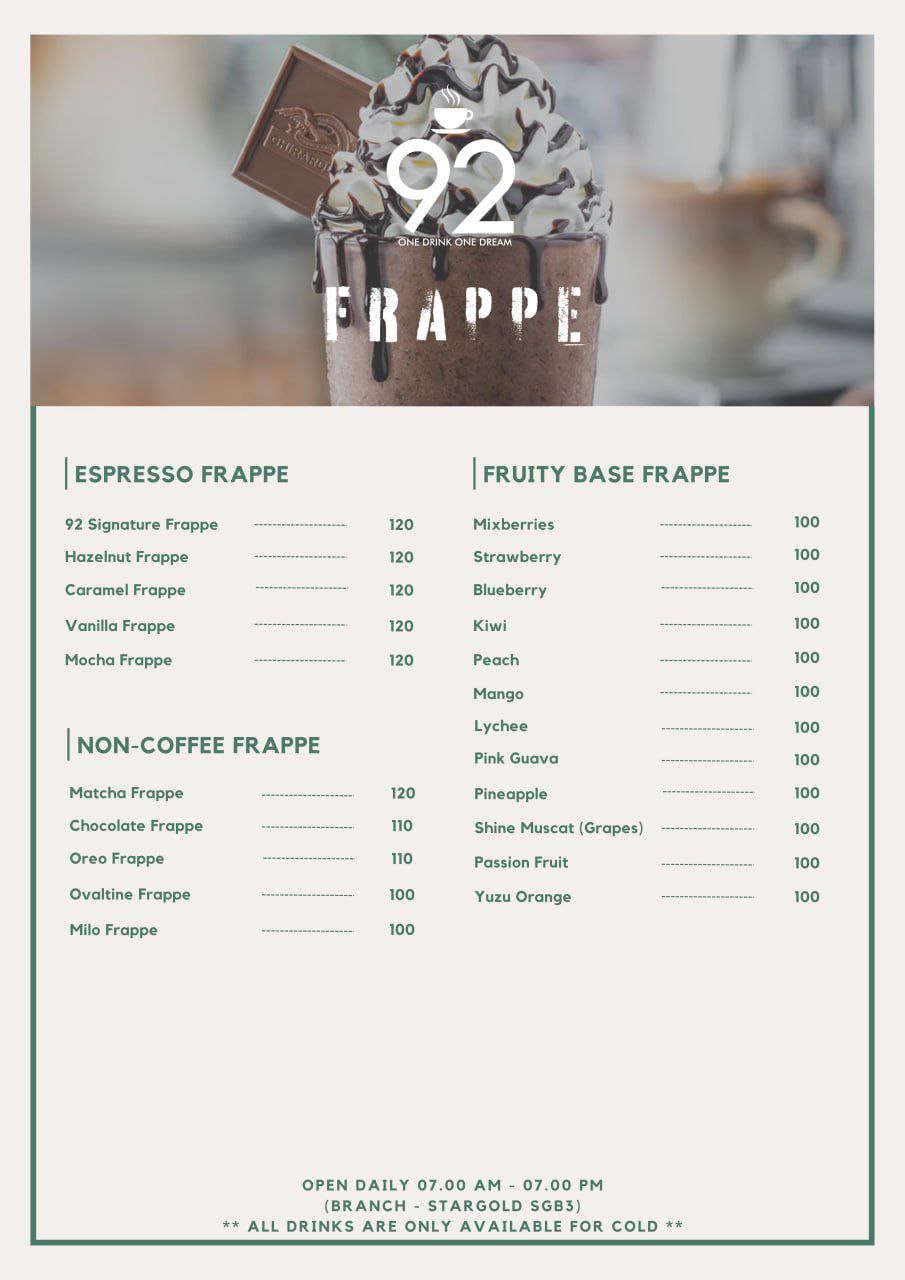 GHIRARD
92
ONE DRINK ONE DREAM
FRAPPE
ESPRESSO FRAPPE
92 Signature Frappe 120
Hazelnut Frappe 120
Caramel Frappe 120
Vanilla Frappe 120
Mocha Frappe 120
NON-COFFEE FRAPPE
Matcha Frappe 120
Chocolate Frappe 110
Oreo Frappe 110
Ovaltine Frappe 100
Milo Frappe 100
FRUITY BASE FRAPPE
Mixberries 100
Strawberry 100
Blueberry 100
Kiwi 100
Peach 100
Mango 100
Lychee 100
Pink Guava 100
Pineapple 100
Shine Muscat (Grapes) 100
Passion Fruit 100
Yuzu Orange 100
OPEN DAILY 07.00 AM - 07.00 PM
(BRANCH - STARGOLD SGB3)
** ALL DRINKS ARE ONLY AVAILABLE FOR COLD **